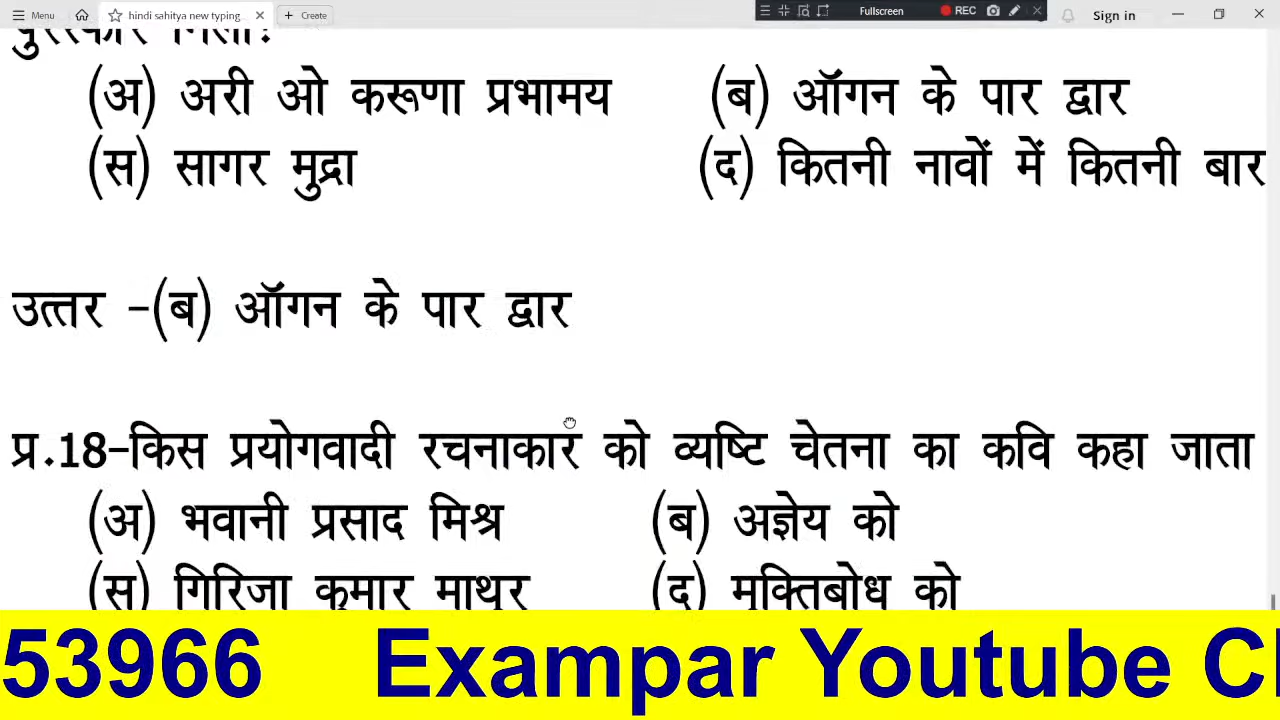 Menu
hindi sahitya new typing
Create
Fullscreen
REC
Sign in
पुरस्कार मिला?
(अ) अरी ओ करूणा प्रभामय (ब) ऑगन के पार द्वार
(स) सागर मुद्रा (द) कितनी नावों में कितनी बार
उत्तर -(ब) ऑगन के पार द्वार
प्र.18-किस प्रयोगवादी रचनाकार को व्यष्टि चेतना का कवि कहा जाता
(अ) भवानी प्रसाद मिश्र (ब) अज्ञेय को
(स) गिरिजा कुमार माथुर (द) मुक्तिबोध को
53966 Exampar Youtube C